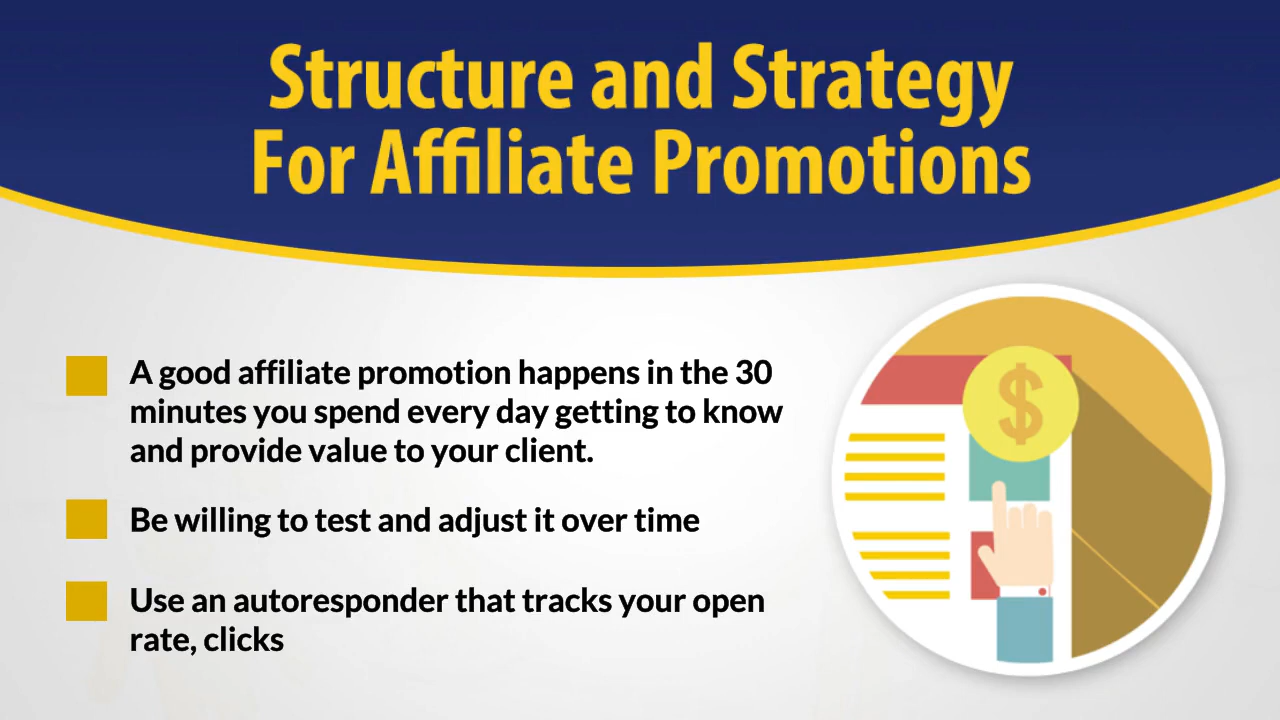 Structure and Strategy
For Affiliate Promotions
A good affiliate promotion happens in the 30
minutes you spend every day getting to know
and provide value to your client.
Be willing to test and adjust it over time
Use an autoresponder that tracks your open
rate, clicks
$